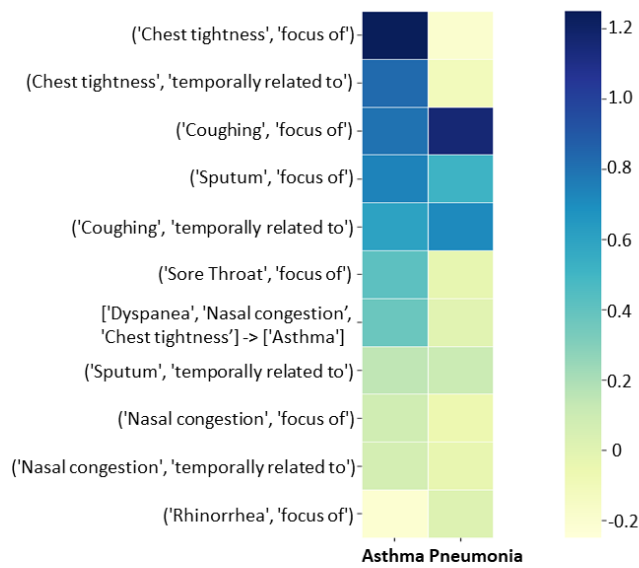 ('Chest tightness', 'focus of')
(Chest tightness', 'temporally related to')
('Coughing', 'focus of')
('Sputum', 'focus of')
('Coughing', 'temporally related to')
('Sore Throat', 'focus of')
['Dyspanea', 'Nasal congestion’,
'Chest tightness’] -> ['Asthma']
('Sputum', 'temporally related to')
('Nasal congestion', 'focus of')
('Nasal congestion', 'temporally related to')
('Rhinorrhea', 'focus of')
Asthma Pneumonia
1.2
1.0
-0.8
0.6
0.4
0.2
0
-0.2